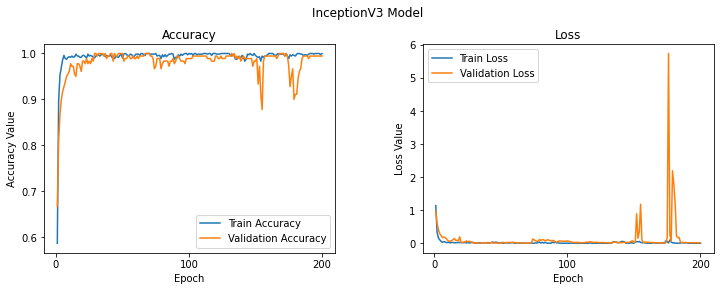 InceptionV3 Model
Accuracy
Accuracy Value
1.0
0.9
0.8
0.7
0.6
0
100
200
Epoch
Train Accuracy
Validation Accuracy
Loss
Loss Value
6
5
4
3
2
1
0
0
100
200
Epoch
Train Loss
Validation Loss